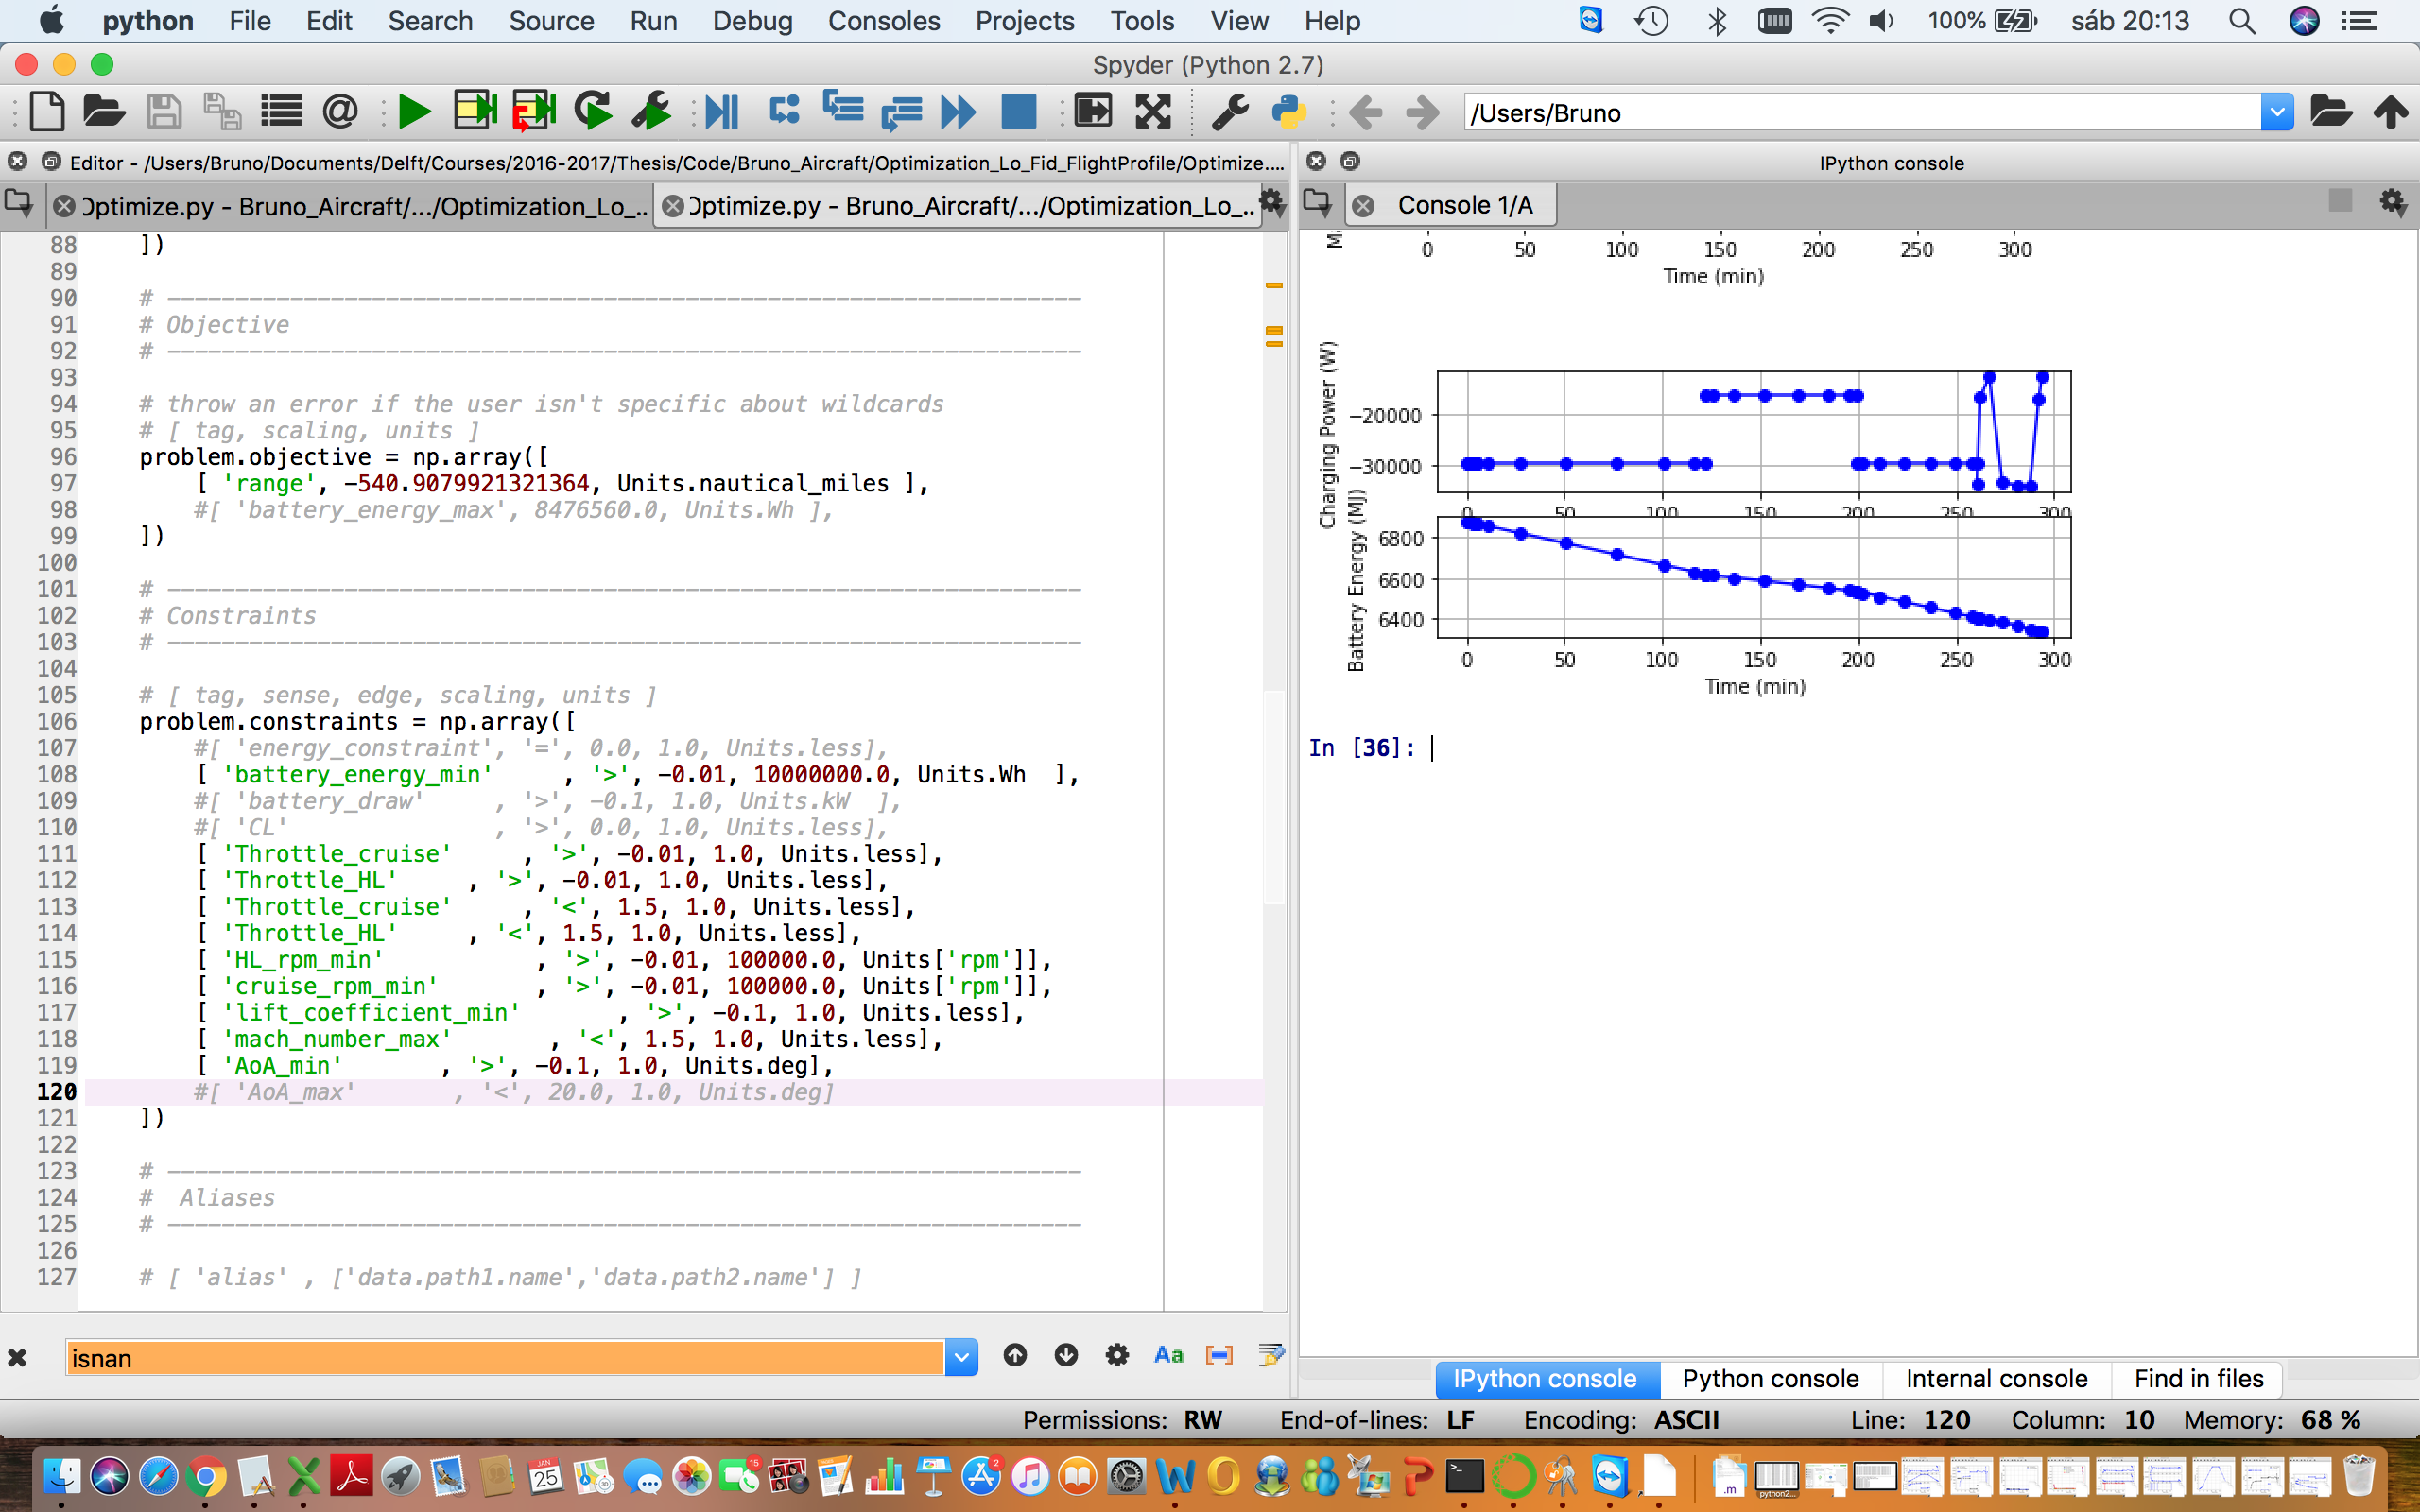 python File Edit Search Source Run Debug Consoles Projects Tools View Help 100% sáb 20:13
Spyder (Python 2.7)
/Users/Bruno
Editor - /Users/Bruno/Documents/Delft/Courses/2016-2017/Thesis/Code/Bruno_Aircraft/Optimization_Lo_Fid_FlightProfile/Optimize....
Optimize.py - Bruno_Aircraft/.../Optimization_Lo_..
Optimize.py - Bruno_Aircraft/.../Optimization_Lo_..
88 ])
89
90 # -------------------------------------------------------------------
91 # Objective
92 # -------------------------------------------------------------------
93
94 # throw an error if the user isn't specific about wildcards
95 # [ tag, scaling, units ]
96 problem.objective = np.array([
97 [ 'range', -540.9079921321364, Units.nautical_miles ],
98 #[ 'battery_energy_max', 8476560.0, Units.Wh ],
99 ])
100
101 # -------------------------------------------------------------------
102 # Constraints
103 # -------------------------------------------------------------------
104
105 # [ tag, sense, edge, scaling, units ]
106 problem.constraints = np.array([
107 #[ 'energy_constraint', '=', 0.0, 1.0, Units.less],
108 [ 'battery_energy_min' , '>', -0.01, 10000000.0, Units.Wh ],
109 #[ 'battery_draw' , '>', -0.1, 1.0, Units.kW ],
110 #[ 'CL' , '>', 0.0, 1.0, Units.less],
111 [ 'Throttle_cruise' , '>', -0.01, 1.0, Units.less],
112 [ 'Throttle_HL' , '>', -0.01, 1.0, Units.less],
113 [ 'Throttle_cruise' , '<', 1.5, 1.0, Units.less],
114 [ 'Throttle_HL' , '<', 1.5, 1.0, Units.less],
115 [ 'HL_rpm_min' , '>', -0.01, 100000.0, Units['rpm']],
116 [ 'cruise_rpm_min' , '>', -0.01, 100000.0, Units['rpm']],
117 [ 'lift_coefficient_min' , '>', -0.1, 1.0, Units.less],
118 [ 'mach_number_max' , '<', 1.5, 1.0, Units.less],
119 [ 'AoA_min' , '>', -0.1, 1.0, Units.deg],
120 #[ 'AoA_max' , '<', 20.0, 1.0, Units.deg]
121 ])
122
123 # -------------------------------------------------------------------
124 # Aliases
125 # -------------------------------------------------------------------
126
127 # [ 'alias' , ['data.path1.name','data.path2.name'] ]
isnan
Aa
IPython console
Console 1/A
0 50 100 150 200 250 300
Time (min)
Charging Power (W)
−20000
−30000
0 50 100 150 200 250 300
Battery Energy (MJ)
6800
6600
6400
0 50 100 150 200 250 300
Time (min)
In [36]:
IPython console Python console Internal console Find in files
Permissions: RW End-of-lines: LF Encoding: ASCII Line: 120 Column: 10 Memory: 68 %
JAN
25
15
2
.m